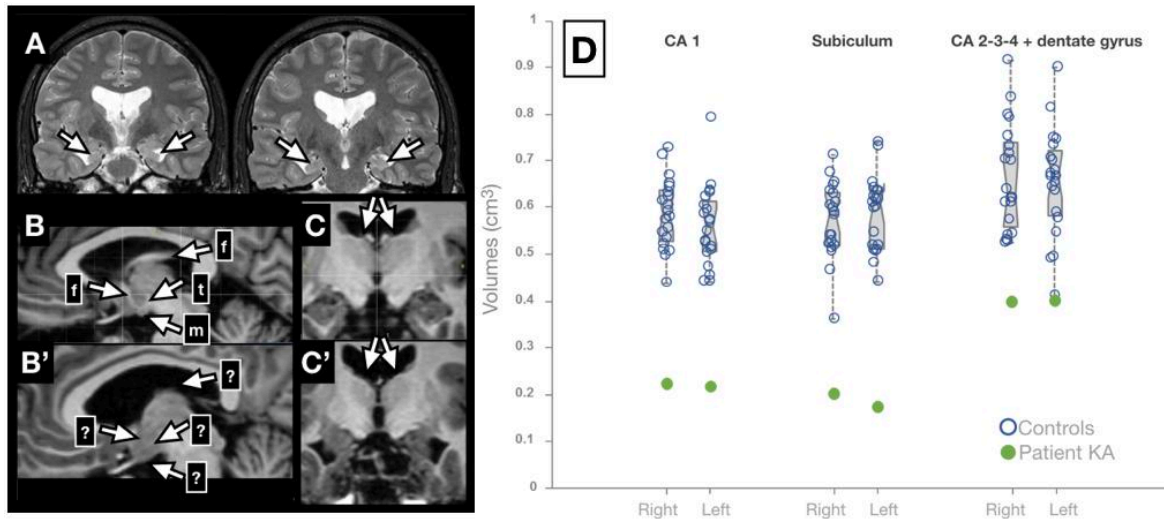 A
B
f
f
t
m
C
B'
?
?
?
?
C'
D
CA 1
Subiculum
CA 2-3-4 + dentate gyrus
Volumes (cm3)
1
0.9
0.8
0.7
0.6
0.5
0.4
0.3
0.2
0.1
0
Controls
Patient KA
Right
Left
Right
Left
Right
Left